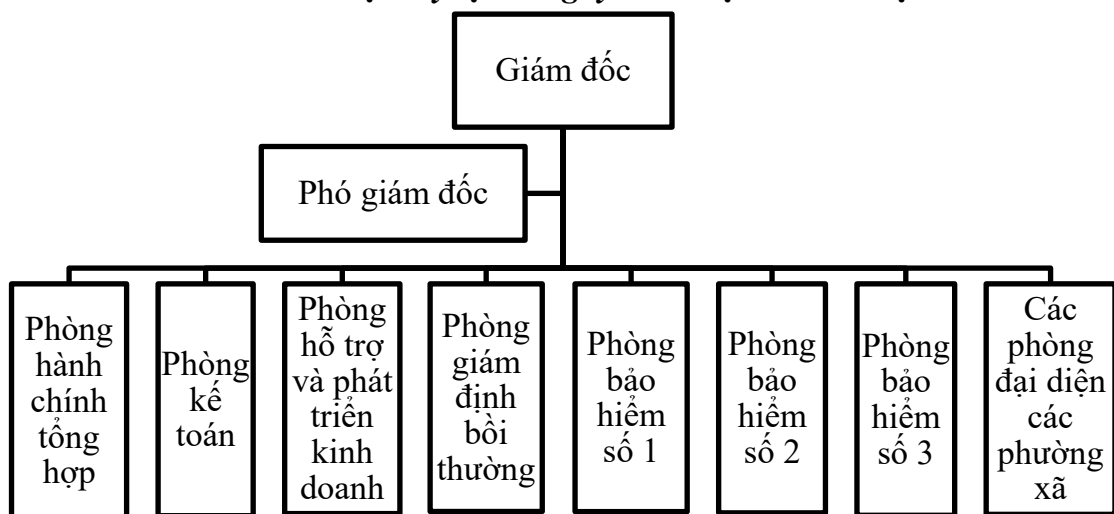 Giám đốc
Phó giám đốc
Phòng
hành
chính
tổng
hợp
Phòng
kế
toán
Phòng
hỗ trợ
và phát
triển
kinh
doanh
Phòng
giám
định
bồi
thường
Phòng
bảo
hiểm
số 1
Phòng
bảo
hiểm
số 2
Phòng
bảo
hiểm
số 3
Các
phòng
đại diện
các
phường
xã